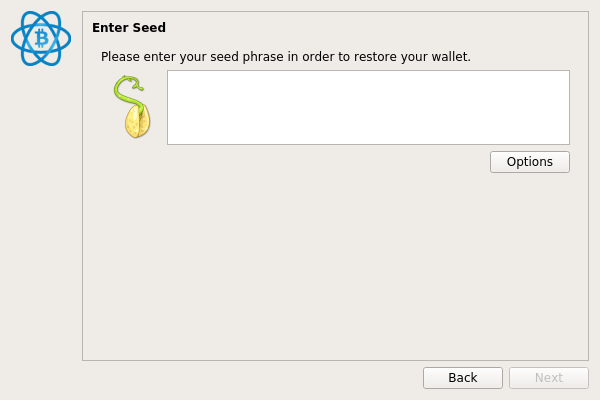 Enter Seed
Please enter your seed phrase in order to restore your wallet.
Options
Back
Next